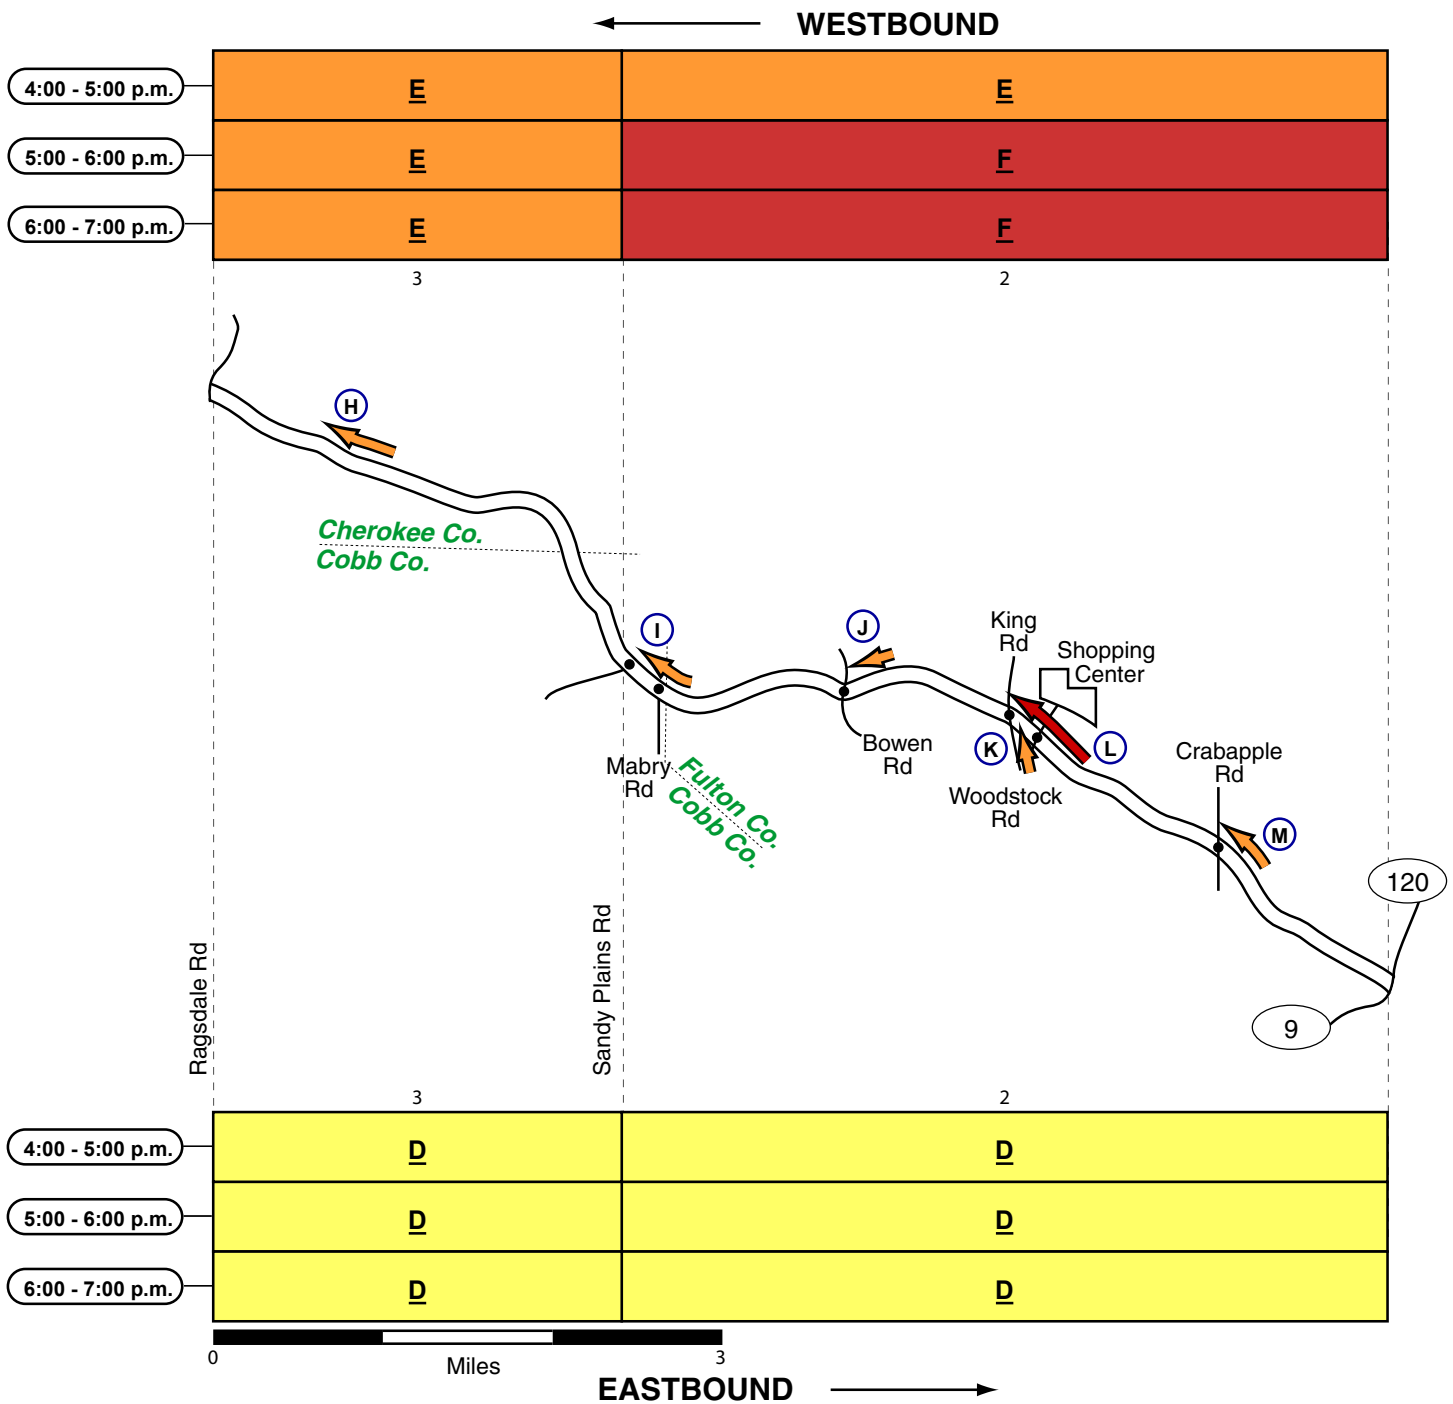 WESTBOUND
4:00 - 5:00 p.m. E E
5:00 - 6:00 p.m. E F
6:00 - 7:00 p.m. E F
3 2
H
Cherokee Co.
Cobb Co.
I
J
King
Rd
Shopping
Center
K
L
Bowen
Rd
Mabry
Rd
Fulton Co.
Cobb Co.
Woodstock
Rd
Crabapple
Rd
M
120
9
Ragsdale Rd
Sandy Plains Rd
3 2
4:00 - 5:00 p.m. D D
5:00 - 6:00 p.m. D D
6:00 - 7:00 p.m. D D
0 3
Miles
EASTBOUND